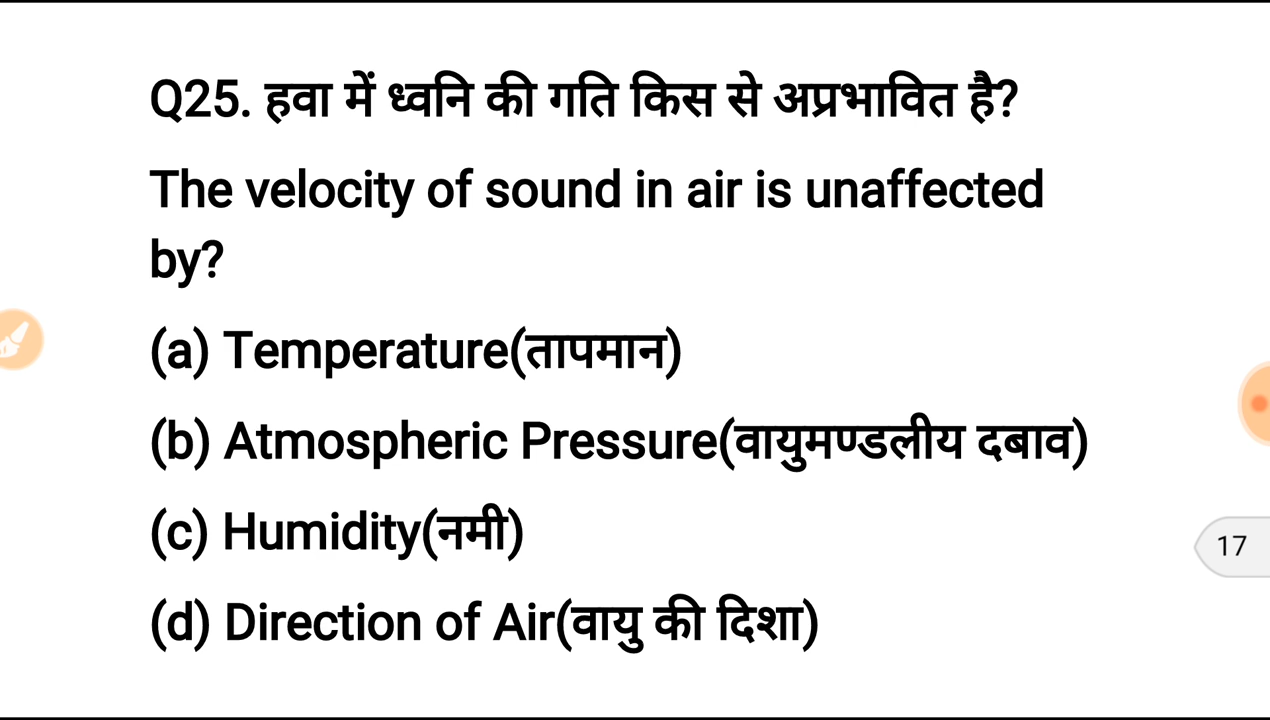 Q25. हवा में ध्वनि की गति किस से अप्रभावित है?
The velocity of sound in air is unaffected
by?
(a) Temperature(तापमान)
(b) Atmospheric Pressure(वायुमण्डलीय दबाव)
(c) Humidity(नमी)
17
(d) Direction of Air(वायु की दिशा)